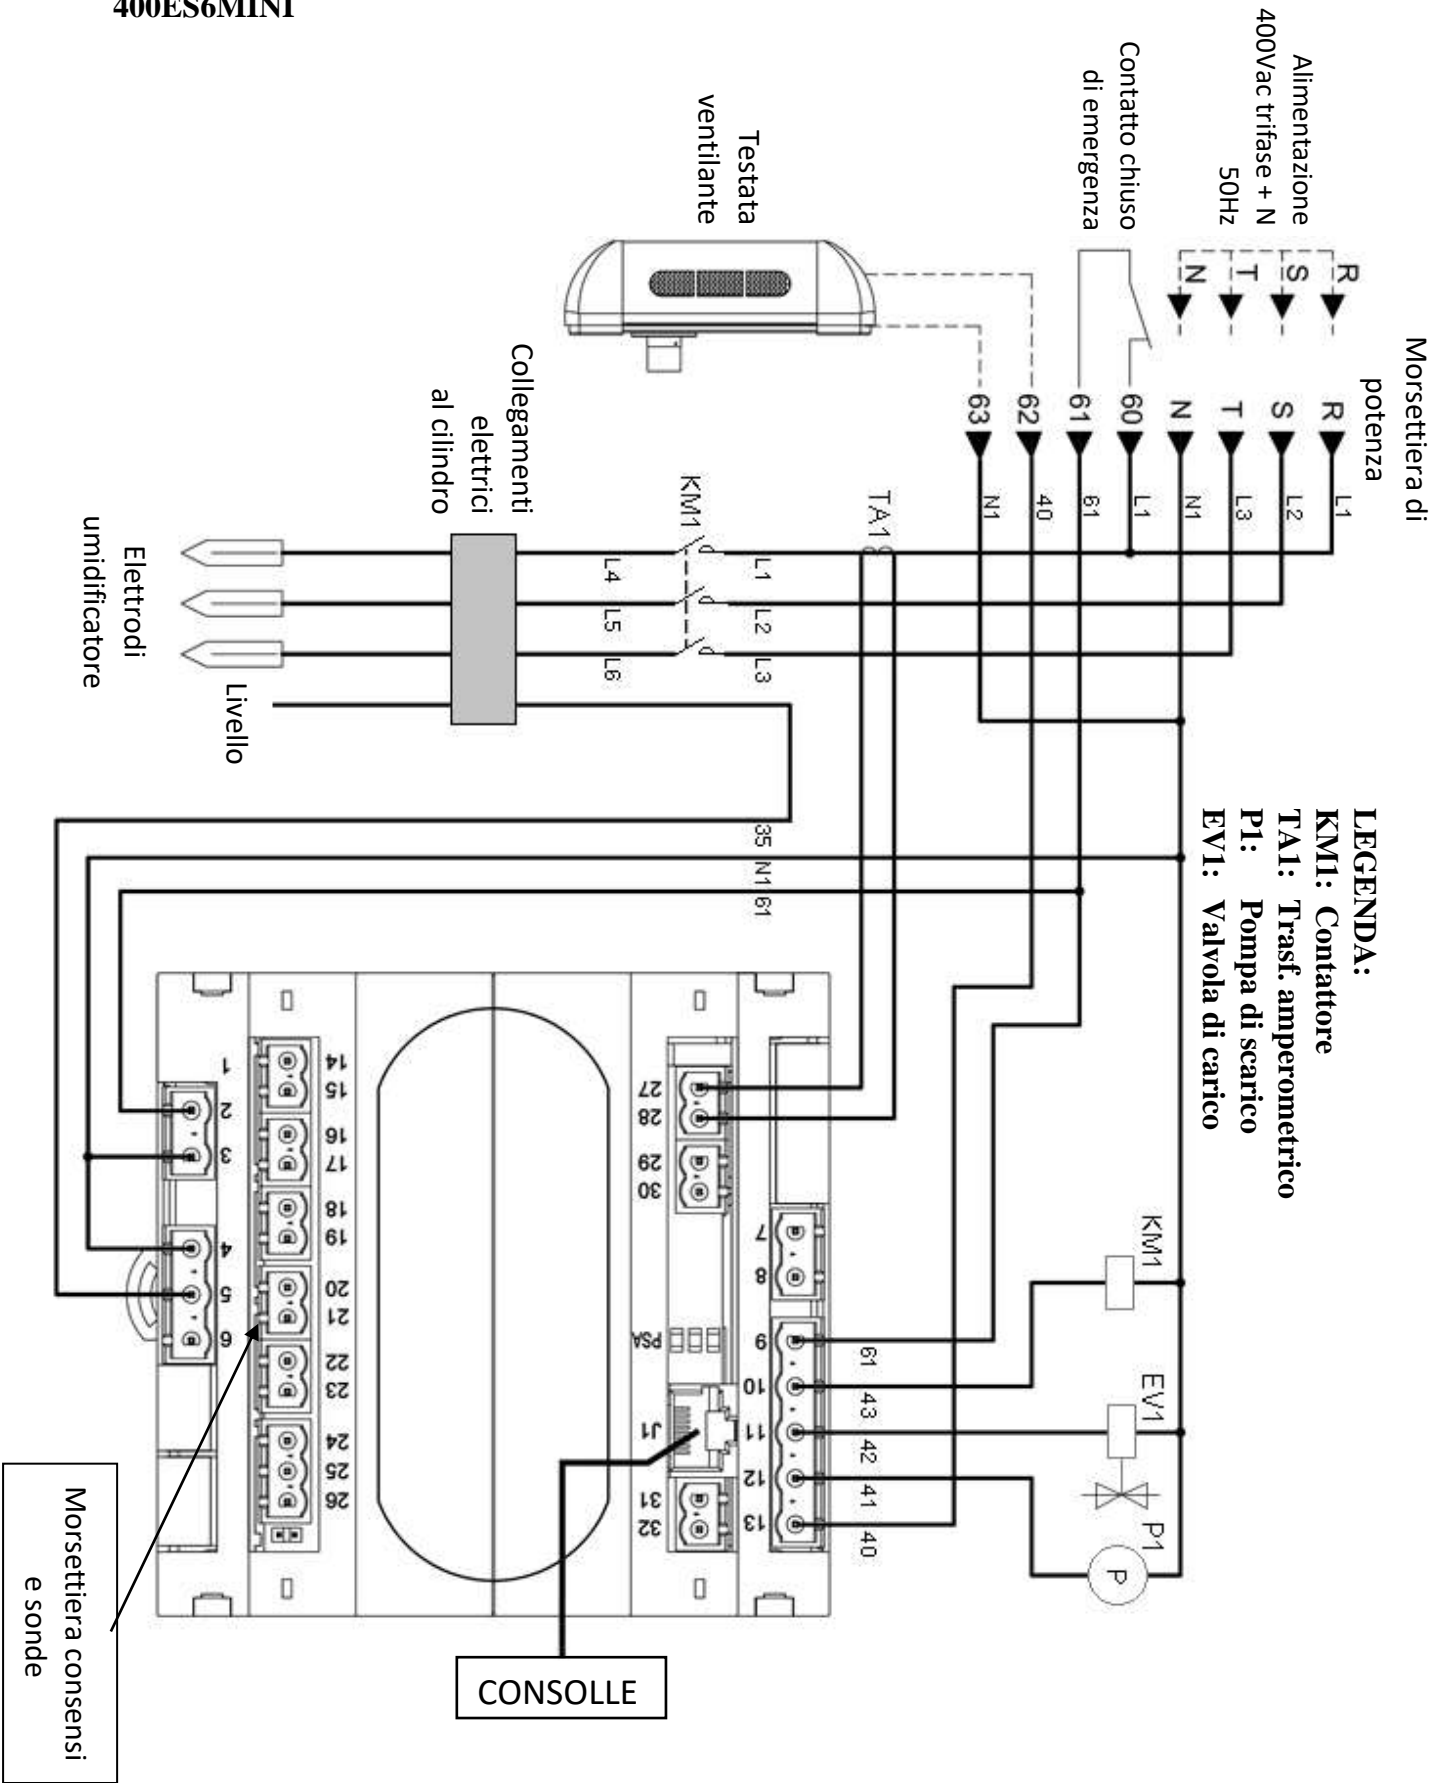 400ES6MINI
Alimentazione
400Vac trifase + N
50Hz
Contatto chiuso
di emergenza
Testata
ventilante
Morsettiera di
potenza
R
S
T
N
R
S
T
N
60
61
62
63
L1
L2
L3
N1
L1
61
40
N1
TA1
KM1
L1
L2
L3
L4
L5
L6
Collegamenti
elettrici
al cilindro
Elettrodi
umidificatore
Livello
35
N1
61
LEGENDA:
KM1: Contattore
TA1: Trasf. amperometrico
P1: Pompa di scarico
EV1: Valvola di carico
KM1
EV1
P1
P
61
43
42
41
40
1
2
3
4
5
6
14
15
16
17
18
19
20
21
22
23
24
25
26
27
28
29
30
PSA
J1
31
32
7
8
9
10
11
12
13
CONSOLLE
Morsettiera consensi
e sonde